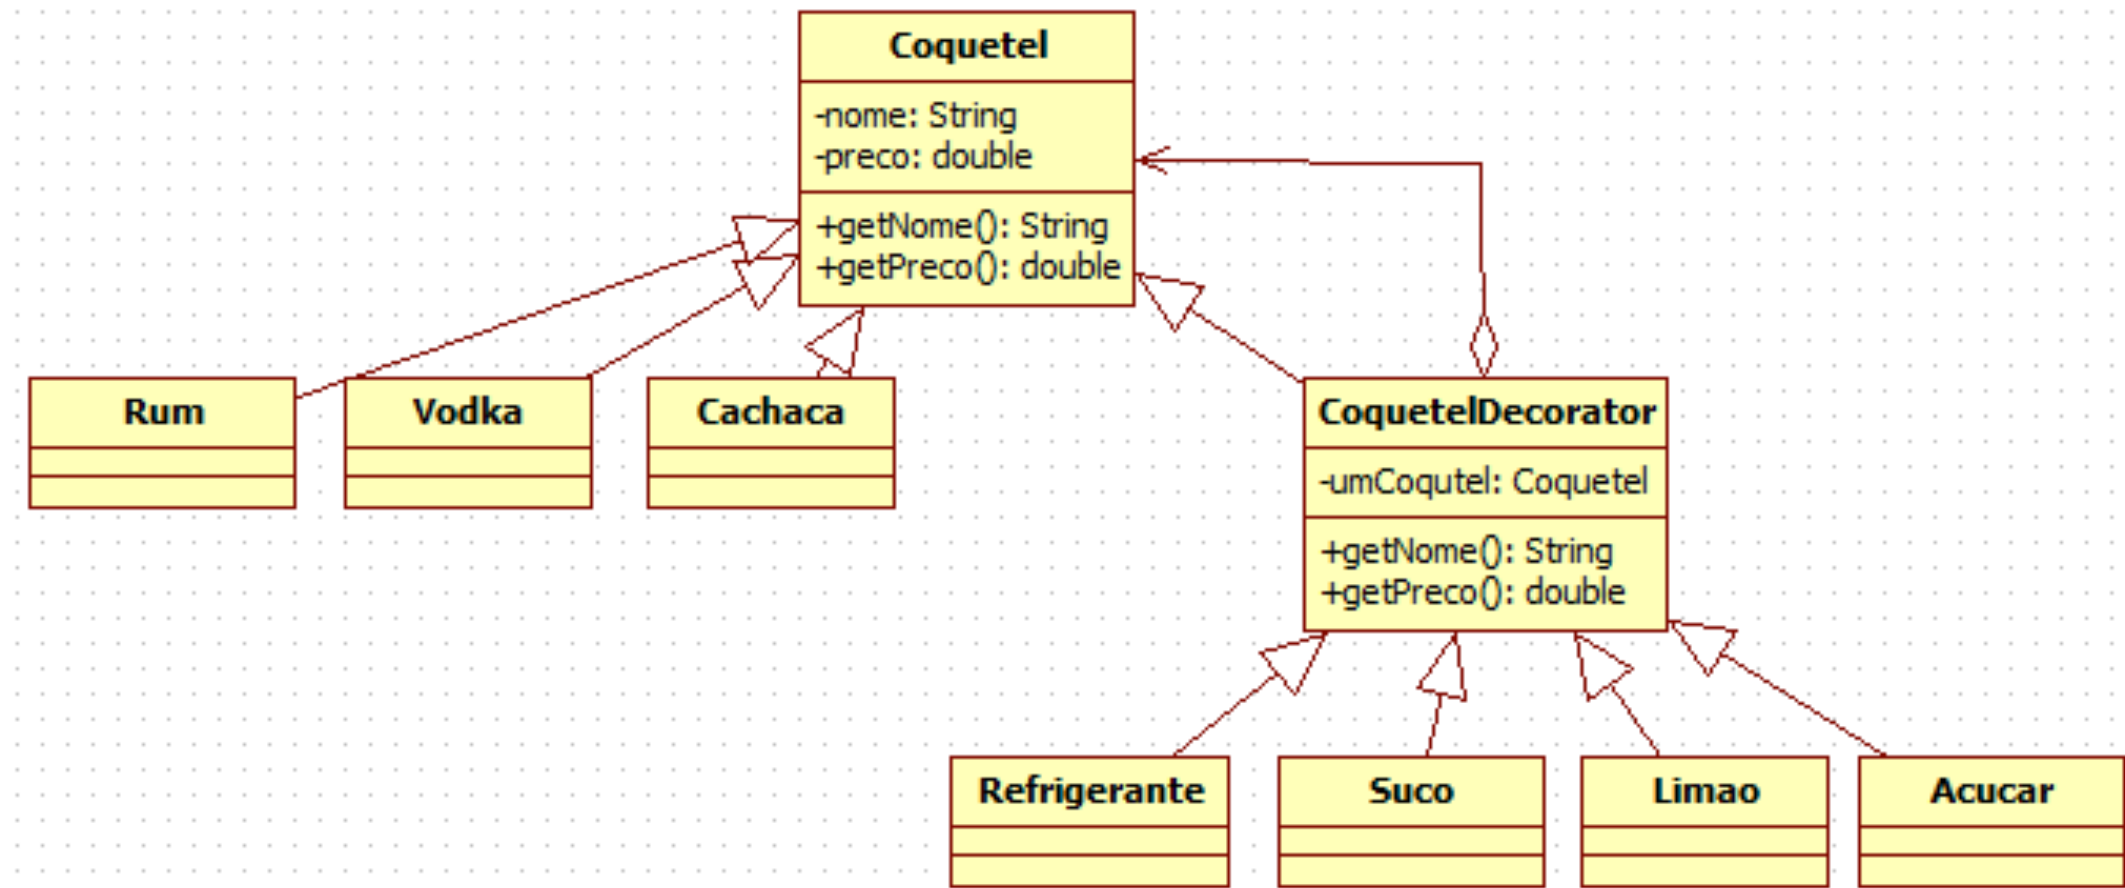 Coquetel
-nome: String
-preco: double
+getNome(): String
+getPreco(): double
Rum
Vodka
Cachaca
CoquetelDecorator
-umCoqutel: Coquetel
+getNome(): String
+getPreco(): double
Refrigerante
Suco
Limao
Acucar